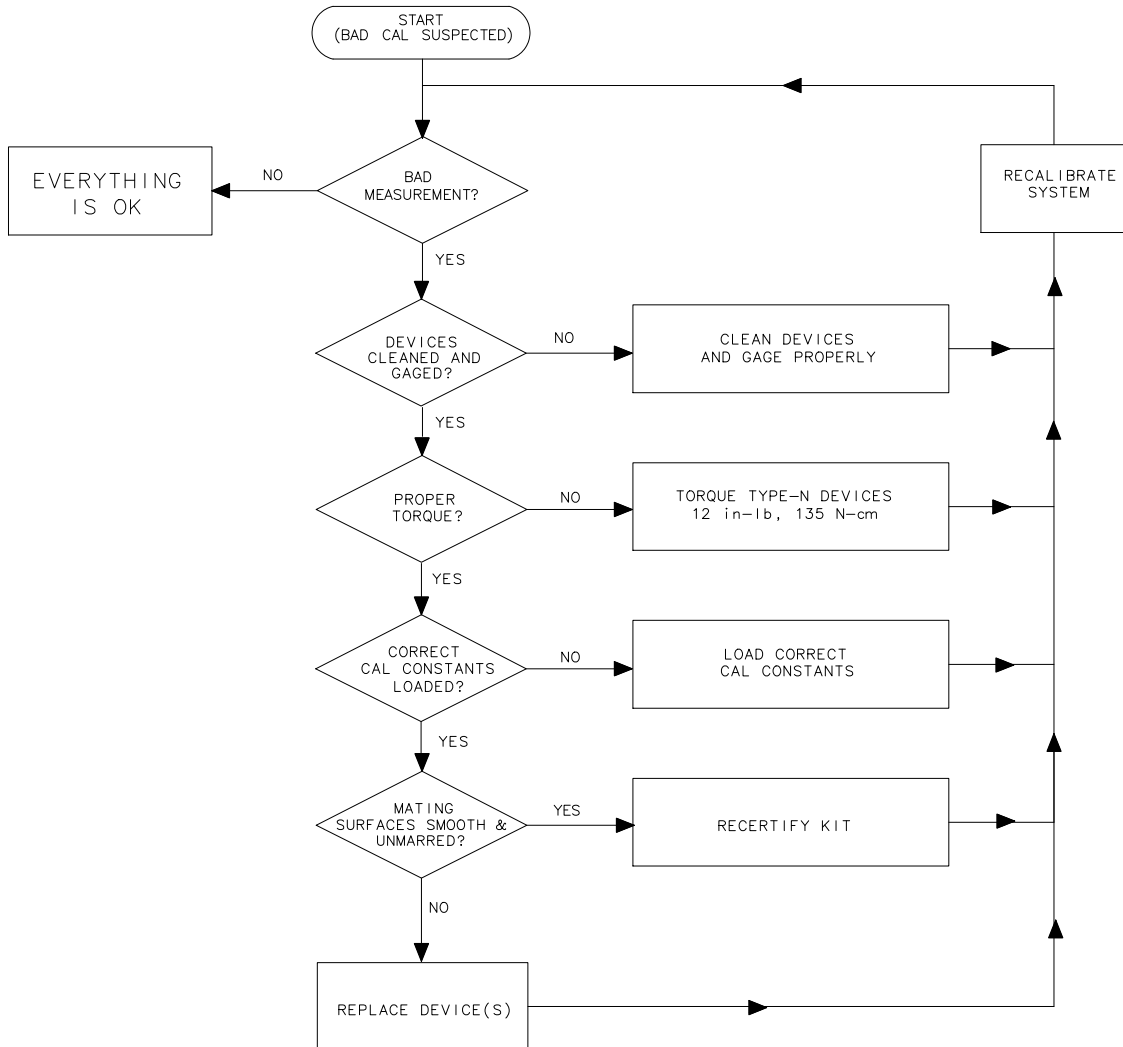 START
(BAD CAL SUSPECTED)
BAD
MEASUREMENT?
NO
EVERYTHING
IS OK
RECALIBRATE
SYSTEM
YES
DEVICES
CLEANED AND
GAGED?
NO
CLEAN DEVICES
AND GAGE PROPERLY
YES
PROPER
TORQUE?
NO
TORQUE TYPE-N DEVICES
12 in-lb, 135 N-cm
YES
CORRECT
CAL CONSTANTS
LOADED?
NO
LOAD CORRECT
CAL CONSTANTS
YES
MATING
SURFACES SMOOTH &
UNMARRED?
YES
RECERTIFY KIT
NO
REPLACE DEVICE(S)